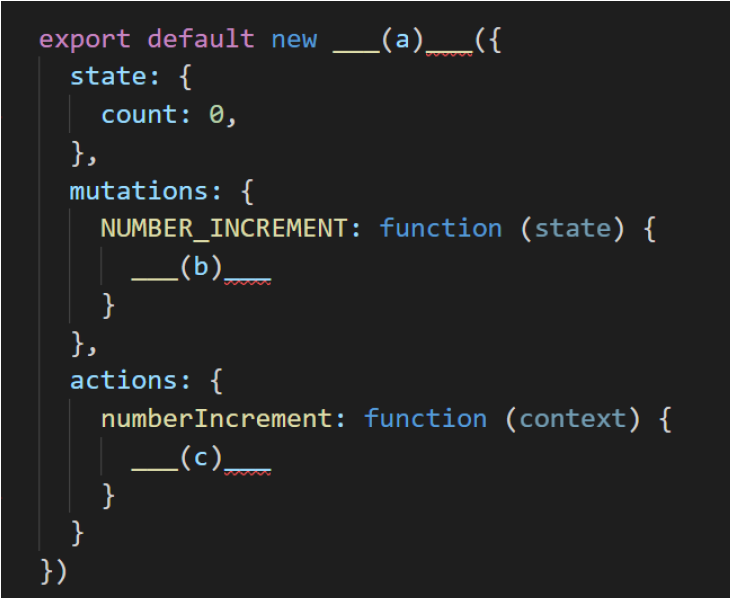 export default new ___(a)___({
state: {
count: 0,
},
mutations: {
NUMBER_INCREMENT: function (state) {
___(b)___
}
},
actions: {
numberIncrement: function (context) {
___(c)___
}
}
})